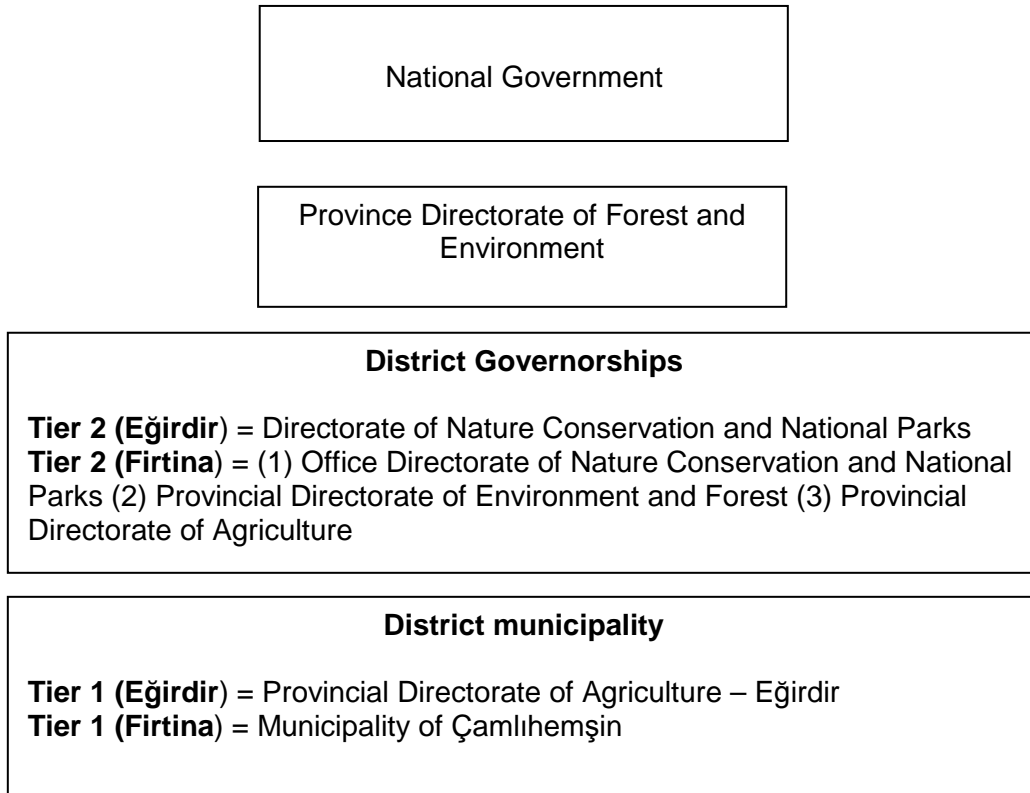 National Government
Province Directorate of Forest and
Environment
District Governorships
Tier 2 (Eğirdir) = Directorate of Nature Conservation and National Parks
Tier 2 (Firtina) = (1) Office Directorate of Nature Conservation and National
Parks (2) Provincial Directorate of Environment and Forest (3) Provincial
Directorate of Agriculture
District municipality
Tier 1 (Eğirdir) = Provincial Directorate of Agriculture – Eğirdir
Tier 1 (Firtina) = Municipality of Çamlıhemşin